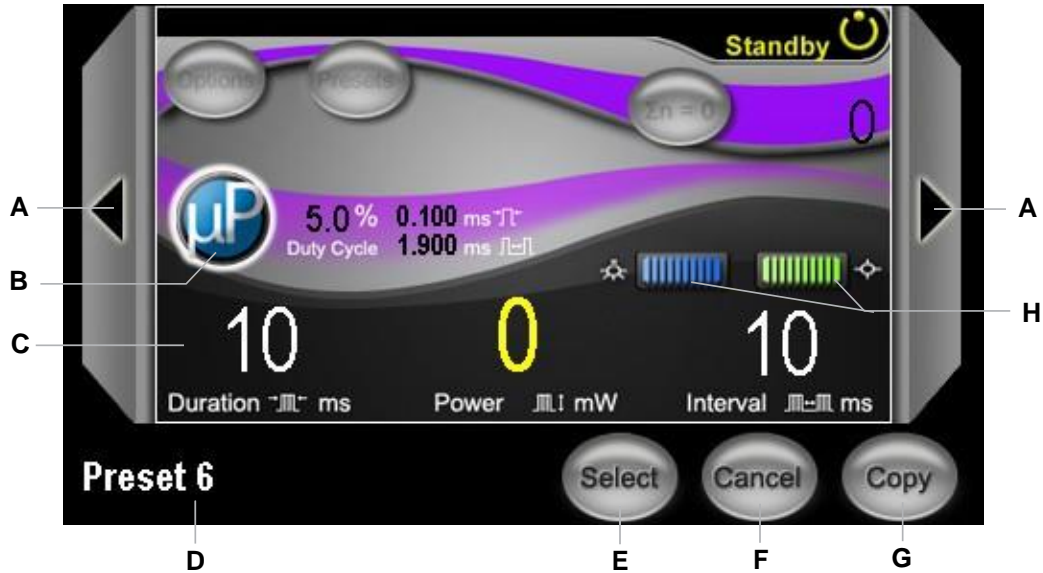 Standby
Options Presets Σn = 0 0
A A
µP 5.0 % 0.100 ms
Duty Cycle 1.900 ms
B
H
C 10 0 10
Duration ms Power mW Interval ms
Preset 6 Select Cancel Copy
D E F G